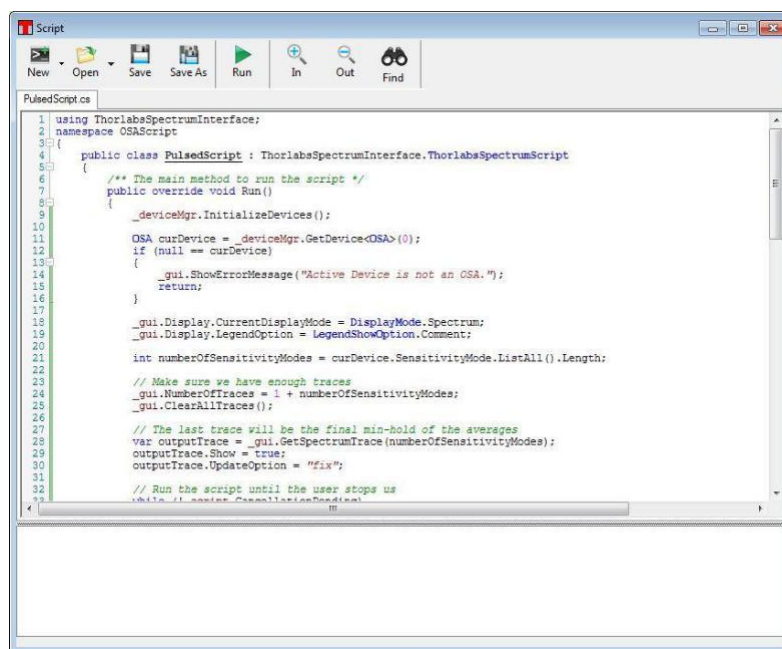 Script
New Open Save Save As Run In Out Find
PulsedScript.cs
1 using ThorlabsSpectrumInterface;
2 namespace OSAScript
3 {
4 public class PulsedScript : ThorlabsSpectrumInterface.ThorlabsSpectrumScript
5 {
6 /** The main method to run the script */
7 public override void Run()
8 {
9 _deviceMgr.InitializeDevices();
10
11 OSA curDevice = _deviceMgr.GetDevice<OSA>(0);
12 if (null == curDevice)
13 {
14 _gui.ShowErrorMessage("Active Device is not an OSA.");
15 return;
16 }
17
18 _gui.Display.CurrentDisplayMode = DisplayMode.Spectrum;
19 _gui.Display.LegendOption = LegendShowOption.Comment;
20
21 int numberOfSensitivityModes = curDevice.SensitivityMode.ListAll().Length;
22
23 // Make sure we have enough traces
24 _gui.NumberOfTraces = 1 + numberOfSensitivityModes;
25 _gui.ClearAllTraces();
26
27 // The last trace will be the final min-hold of the averages
28 var outputTrace = _gui.GetSpectrumTrace(numberOfSensitivityModes);
29 outputTrace.Show = true;
30 outputTrace.UpdateOption = "fix";
31
32 // Run the script until the user stops us
33 while (!_script.CancellationPending)